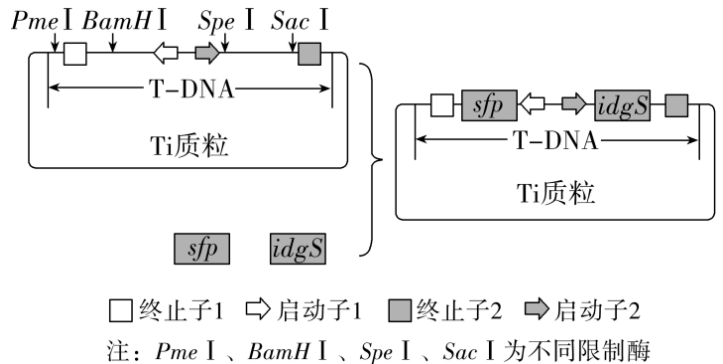 PmeⅠ BamHⅠ SpeⅠ SacⅠ
T-DNA
Ti质粒
sfp idgS
sfp idgS
T-DNA
Ti质粒
终止子1 启动子1 终止子2 启动子2
注：PmeⅠ、BamHⅠ、SpeⅠ、SacⅠ为不同限制酶